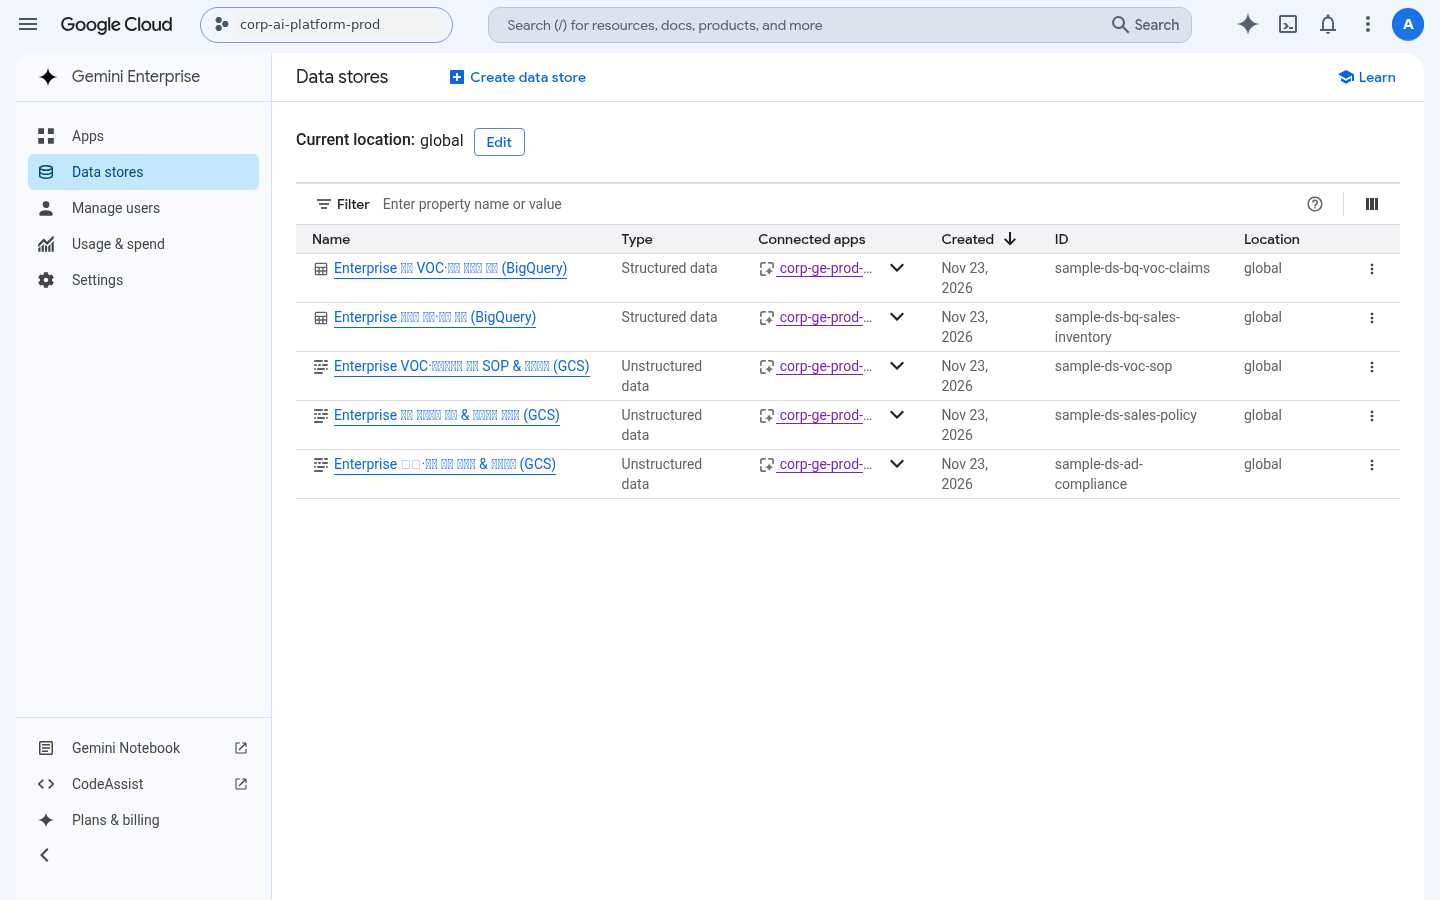 Google Cloud
corp-ai-platform-prod
Search (/) for resources, docs, products, and more
Search
A
Gemini Enterprise
Data stores
Create data store
Learn
Apps
Data stores
Manage users
Usage & spend
Settings
Current location: global
Edit
Filter
Enter property name or value
Name
Type
Connected apps
Created
ID
Location
Enterprise VOC· (BigQuery)
Structured data
corp-ge-prod-…
Nov 23,
2026
sample-ds-bq-voc-claims
global
Enterprise · (BigQuery)
Structured data
corp-ge-prod-…
Nov 23,
2026
sample-ds-bq-sales-
inventory
global
Enterprise VOC· SOP & (GCS)
Unstructured
data
corp-ge-prod-…
Nov 23,
2026
sample-ds-voc-sop
global
Enterprise & (GCS)
Unstructured
data
corp-ge-prod-…
Nov 23,
2026
sample-ds-sales-policy
global
Enterprise · & (GCS)
Unstructured
data
corp-ge-prod-…
Nov 23,
2026
sample-ds-ad-
compliance
global
Gemini Notebook
CodeAssist
Plans & billing